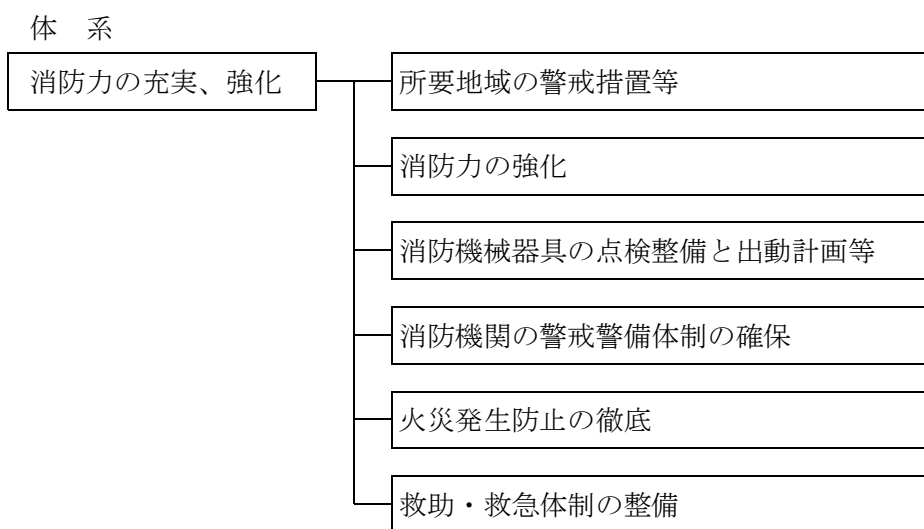 体 系
消防力の充実、強化
所要地域の警戒措置等
消防力の強化
消防機械器具の点検整備と出動計画等
消防機関の警戒警備体制の確保
火災発生防止の徹底
救助・救急体制の整備